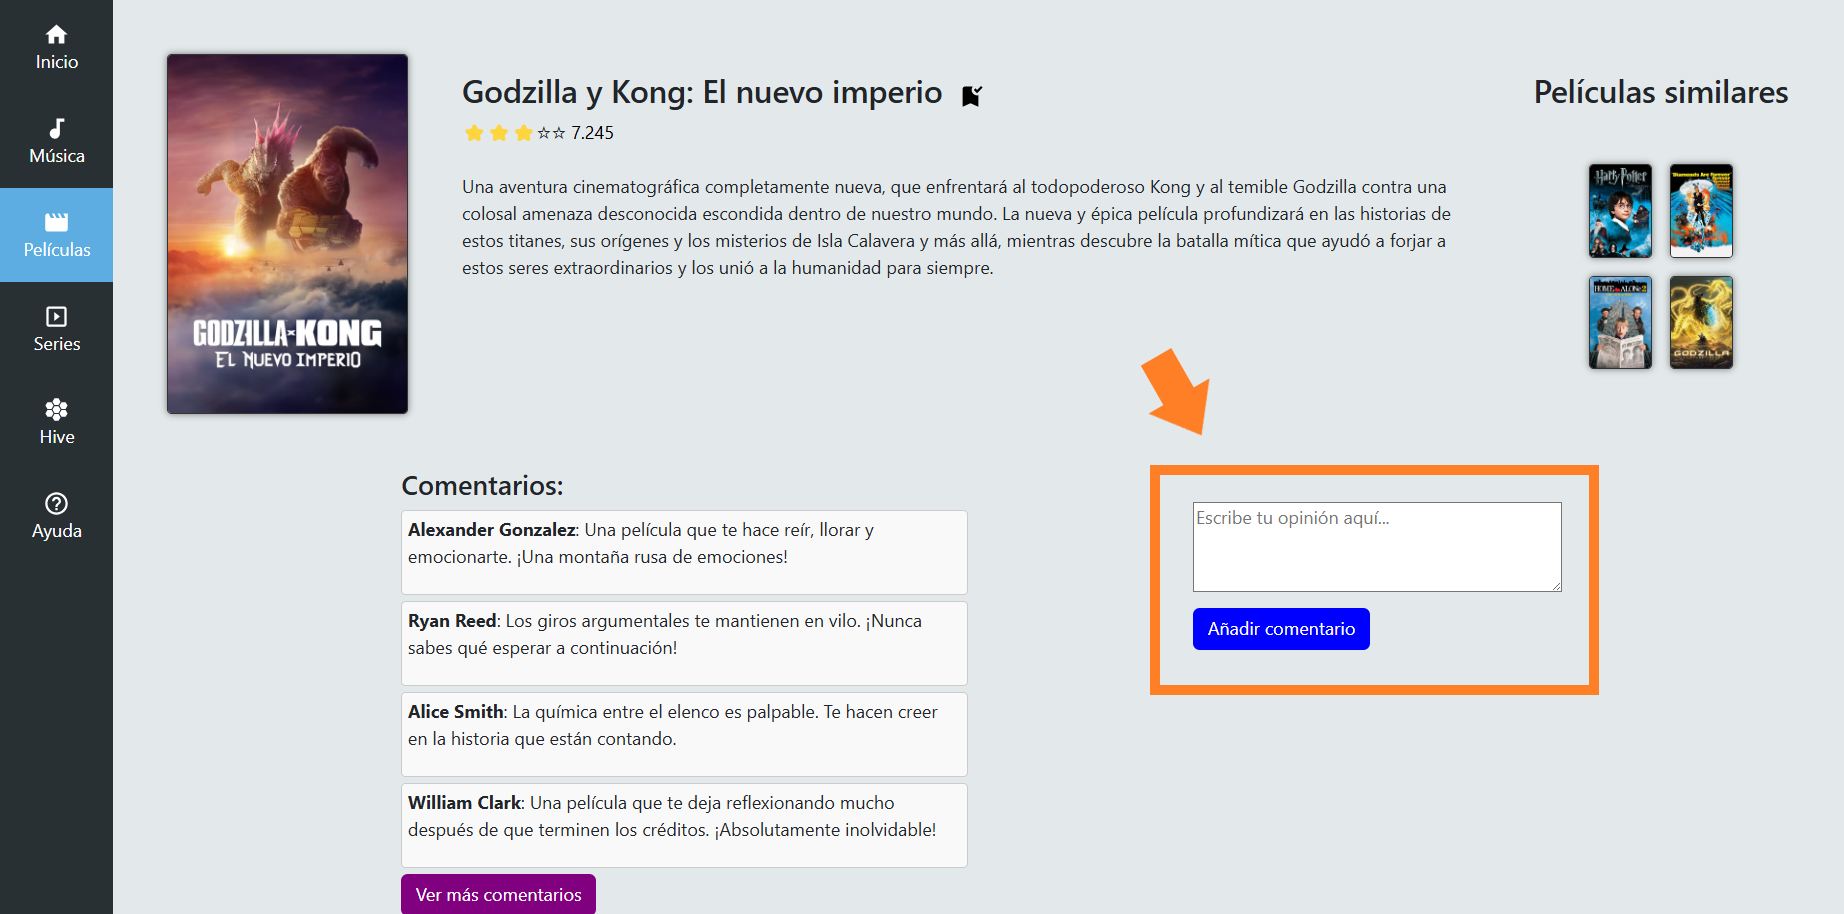 Inicio
Música
Películas
Series
Hive
Ayuda
GODZILLA x KONG
EL NUEVO IMPERIO
Godzilla y Kong: El nuevo imperio
7.245
Una aventura cinematográfica completamente nueva, que enfrentará al todopoderoso Kong y al temible Godzilla contra una
colosal amenaza desconocida escondida dentro de nuestro mundo. La nueva y épica película profundizará en las historias de
estos titanes, sus orígenes y los misterios de Isla Calavera y más allá, mientras descubre la batalla mítica que ayudó a forjar a
estos seres extraordinarios y los unió a la humanidad para siempre.
Películas similares
Harry Potter
Diamonds Are Forever
HOME ALONE 2
GODZILLA
Comentarios:
Alexander Gonzalez: Una película que te hace reír, llorar y
emocionarte. ¡Una montaña rusa de emociones!
Ryan Reed: Los giros argumentales te mantienen en vilo. ¡Nunca
sabes qué esperar a continuación!
Alice Smith: La química entre el elenco es palpable. Te hacen creer
en la historia que están contando.
William Clark: Una película que te deja reflexionando mucho
después de que terminen los créditos. ¡Absolutamente inolvidable!
Ver más comentarios
Escribe tu opinión aquí...
Añadir comentario